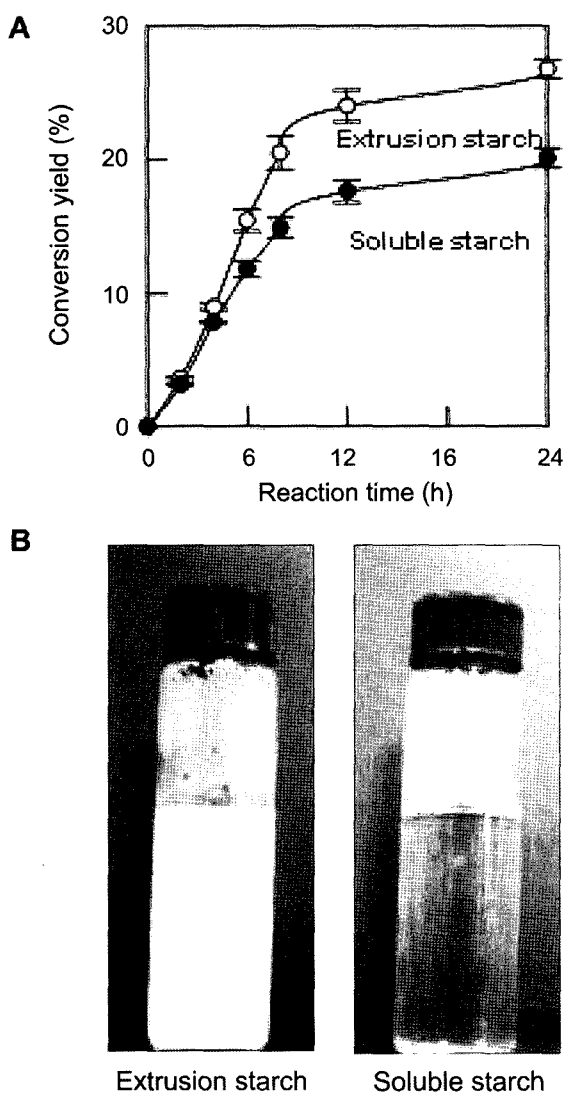 A
30
20
10
0
Conversion yield (%)
Extrusion starch
Soluble starch
0 6 12 16 24
Reaction time (h)
B
Extrusion starch Soluble starch